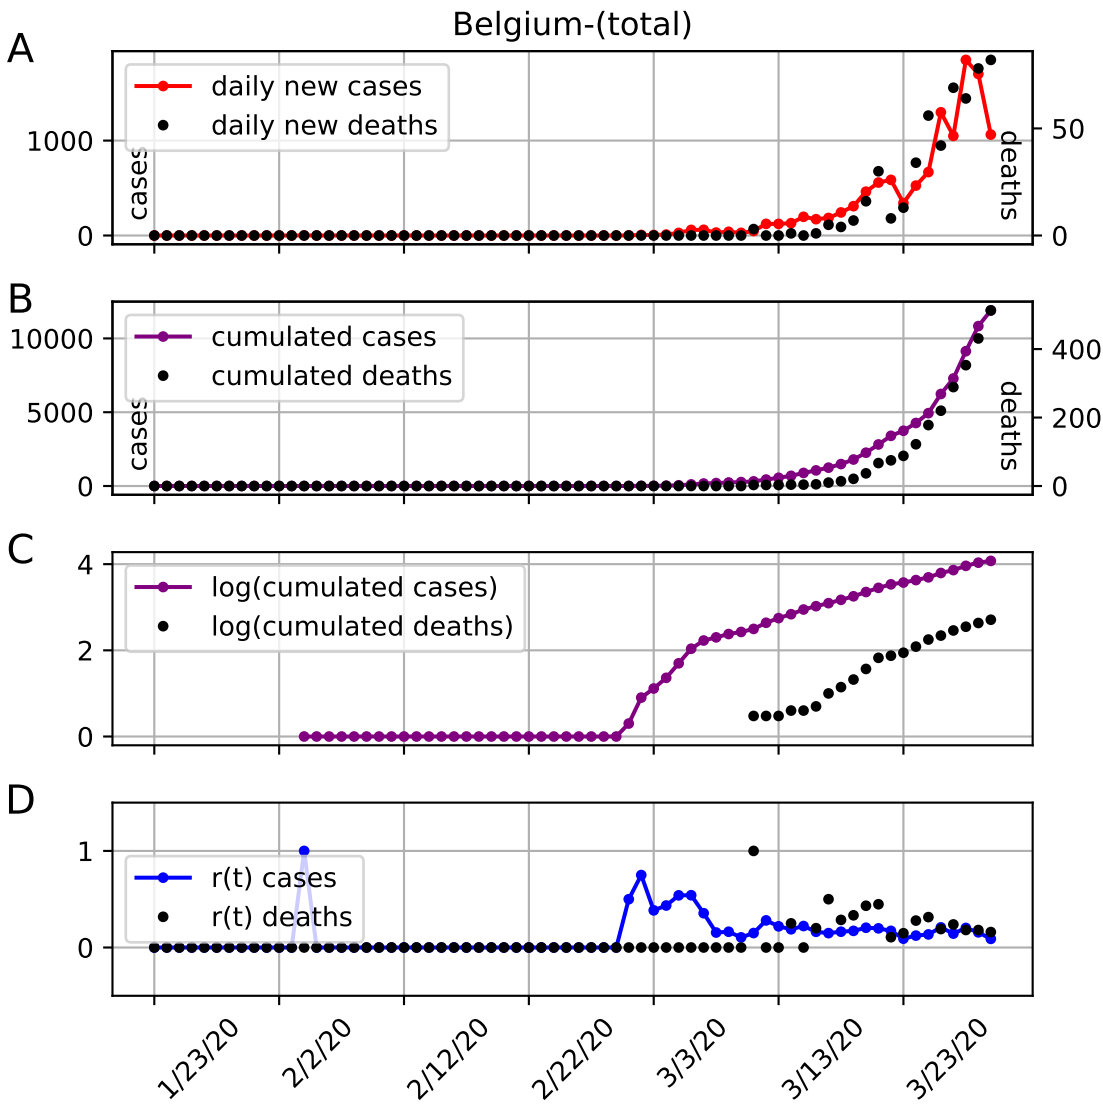 Belgium-(total)
A
daily new cases
daily new deaths
1000
0
cases
50
0
deaths
B
cumulated cases
cumulated deaths
10000
5000
0
cases
400
200
0
deaths
C
log(cumulated cases)
log(cumulated deaths)
4
2
0
D
r(t) cases
r(t) deaths
1
0
1/23/20
2/2/20
2/12/20
2/22/20
3/3/20
3/13/20
3/23/20